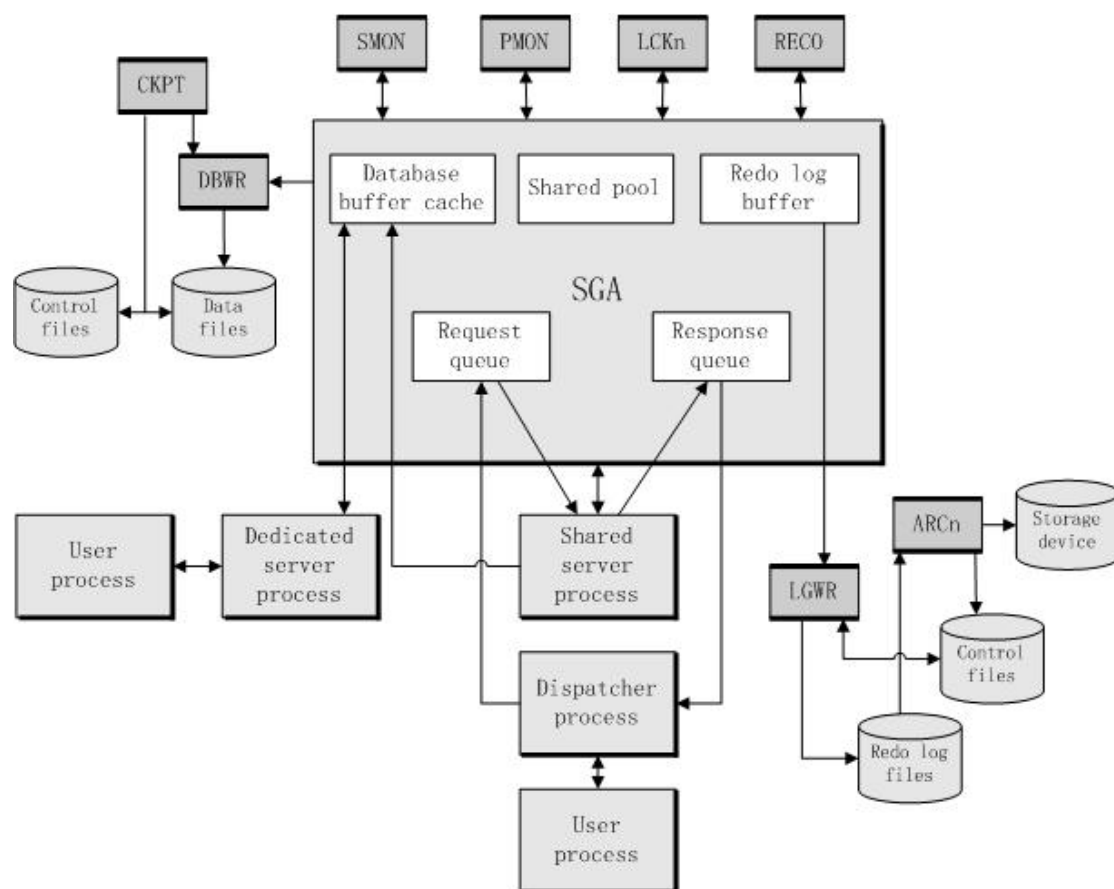 SMON
PMON
LCKn
RECO
CKPT
DBWR
Database
buffer cache
Shared pool
Redo log
buffer
SGA
Control
files
Data
files
Request
queue
Response
queue
User
process
Dedicated
server
process
Shared
server
process
ARCn
Storage
device
LGWR
Control
files
Dispatcher
process
Redo log
files
User
process